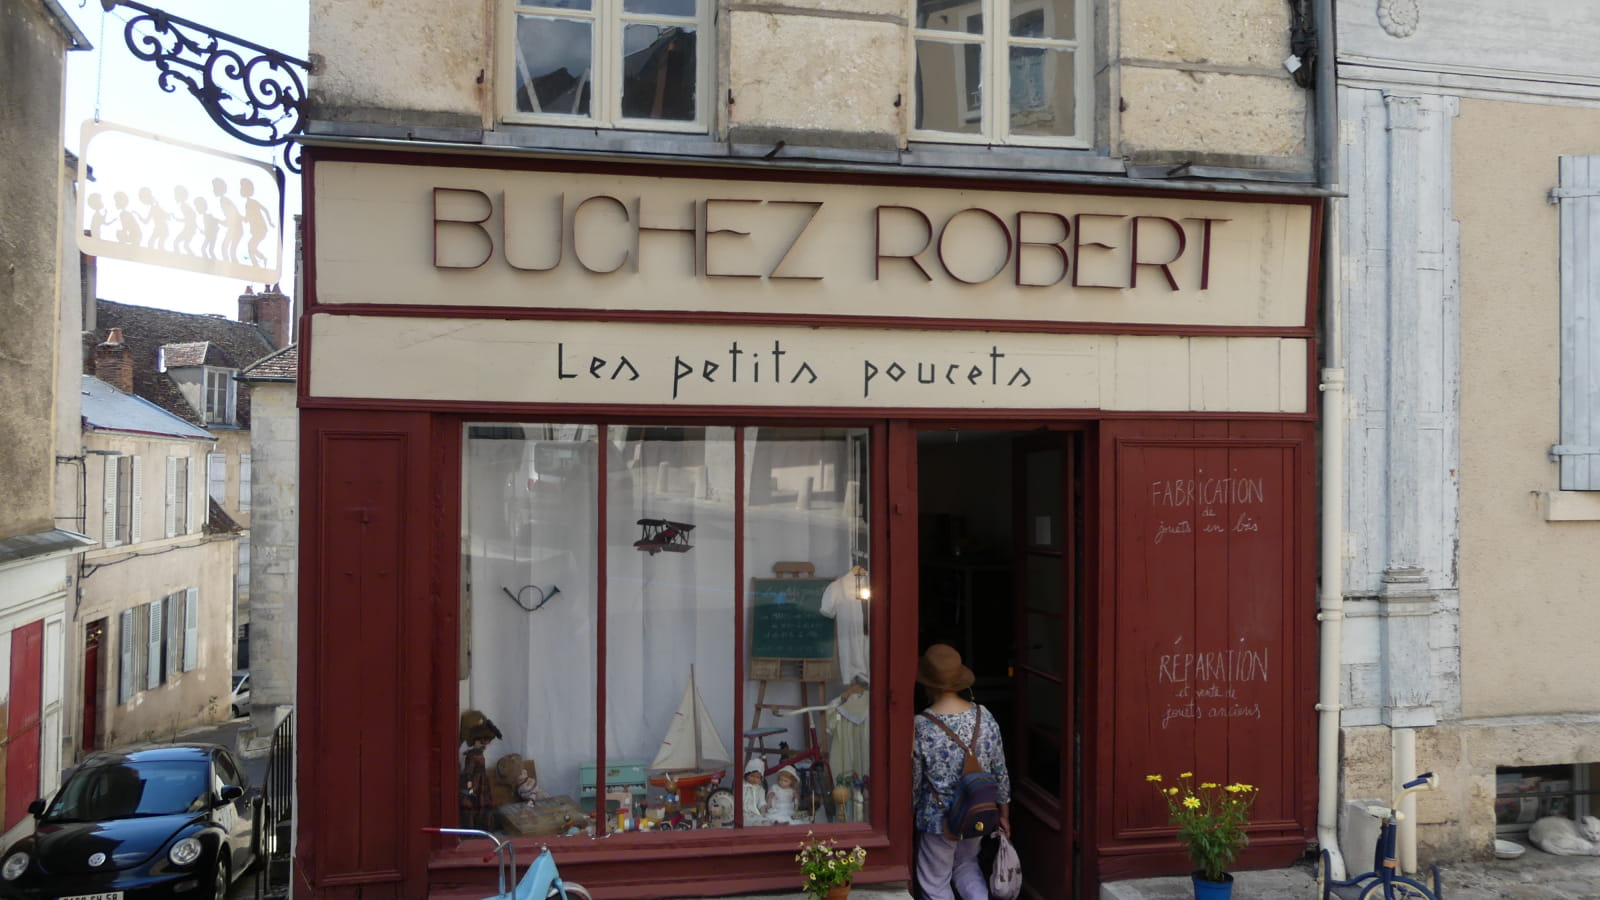 BUCHEZ ROBERT
Les petits poucets
FABRICATION
de
jouets en bois
RÉPARATION
et vente de
jouets anciens